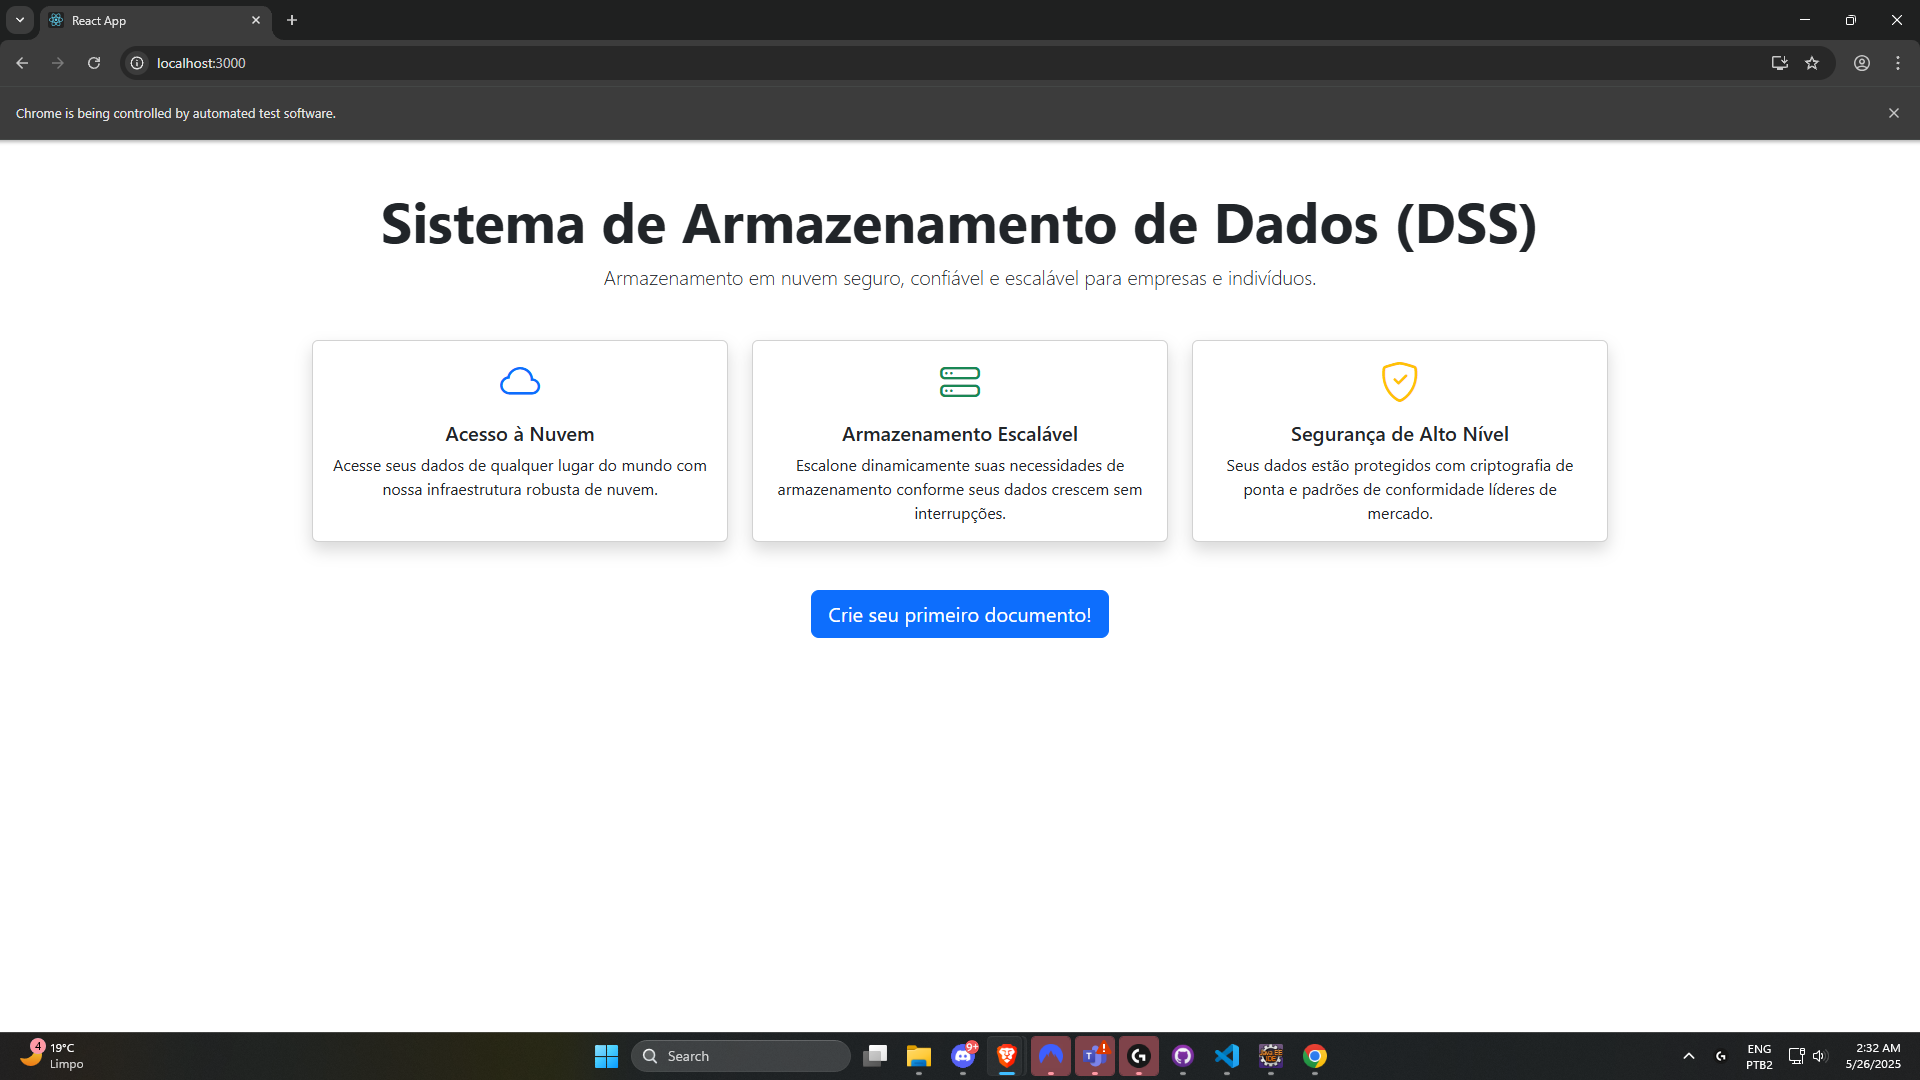 React App
localhost:3000
Chrome is being controlled by automated test software.
Sistema de Armazenamento de Dados (DSS)
Armazenamento em nuvem seguro, confiável e escalável para empresas e indivíduos.
Acesso à Nuvem
Acesse seus dados de qualquer lugar do mundo com
nossa infraestrutura robusta de nuvem.
Armazenamento Escalável
Escalone dinamicamente suas necessidades de
armazenamento conforme seus dados crescem sem
interrupções.
Segurança de Alto Nível
Seus dados estão protegidos com criptografia de
ponta e padrões de conformidade líderes de
mercado.
Crie seu primeiro documento!
4
19°C
Limpo
Search
9+
ENG
PTB2
2:32 AM
5/26/2025